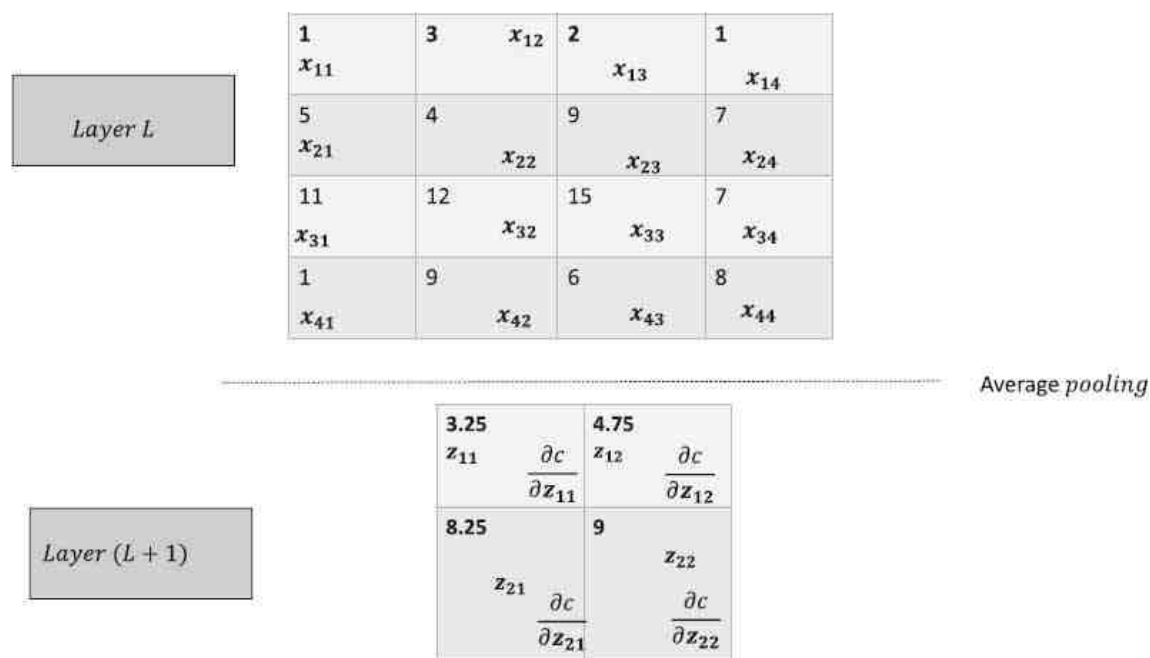 1 3 x₁₂ 2 1
x₁₁ x₁₃ x₁₄
Layer L
5 4 9 7
x₂₁ x₂₂ x₂₃ x₂₄
11 12 15 7
x₃₁ x₃₂ x₃₃ x₃₄
1 9 6 8
x₄₁ x₄₂ x₄₃ x₄₄
Average pooling
3.25 4.75
z₁₁ ∂c/∂z₁₁ z₁₂ ∂c/∂z₁₂
Layer (L + 1)
8.25 9
z₂₂
z₂₁ ∂c/∂z₂₁ ∂c/∂z₂₂